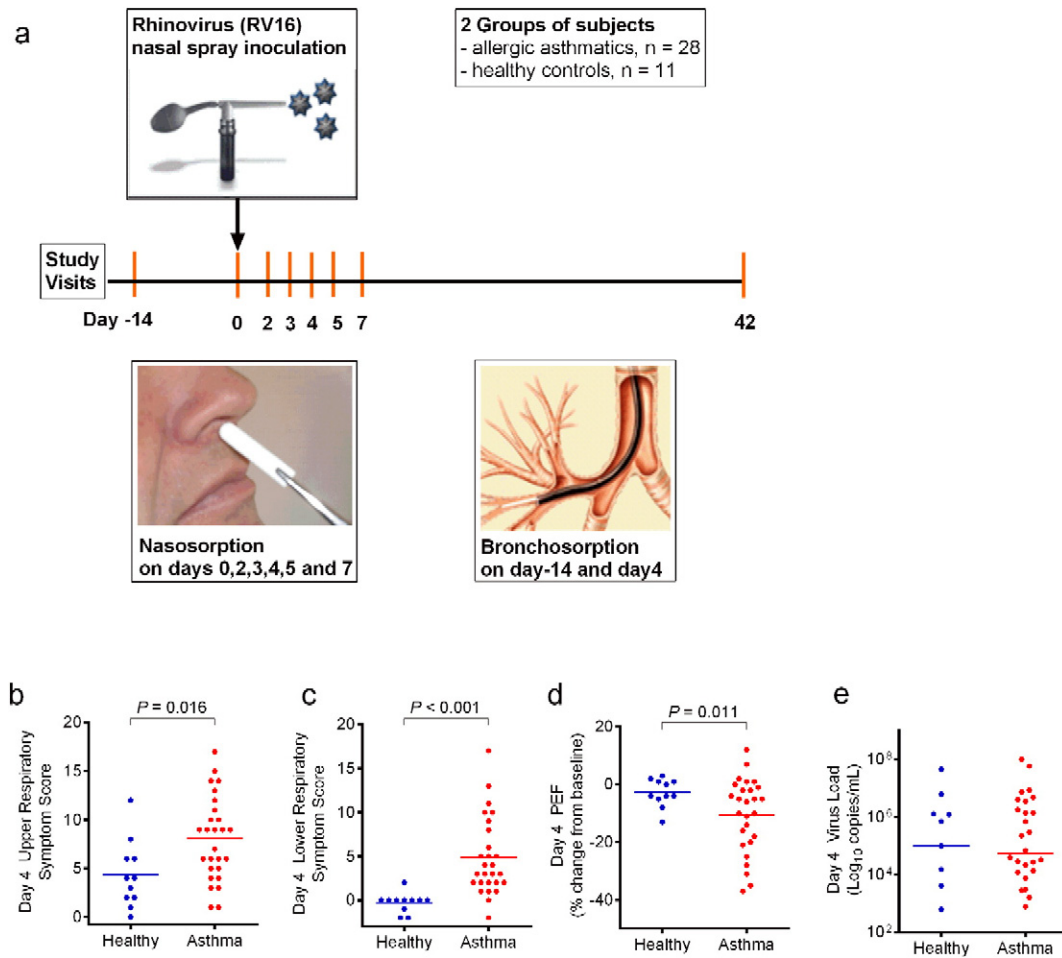 a
Rhinovirus (RV16)
nasal spray inoculation
2 Groups of subjects
- allergic asthmatics, n = 28
- healthy controls, n = 11
Study
Visits
Day -14 0 2 3 4 5 7 42
Nasosorption
on days 0,2,3,4,5 and 7
Bronchosorption
on day-14 and day4
b
P = 0.016
Day 4 Upper Respiratory
Symptom Score
20
15
10
5
0
Healthy Asthma
c
P < 0.001
Day 4 Lower Respiratory
Symptom Score
20
15
10
5
0
Healthy Asthma
d
P = 0.011
Day 4 PEF
(% change from baseline)
20
0
-20
-40
-60
Healthy Asthma
e
Day 4 Virus Load
(Log10 copies/mL)
10^8
10^6
10^4
10^2
Healthy Asthma